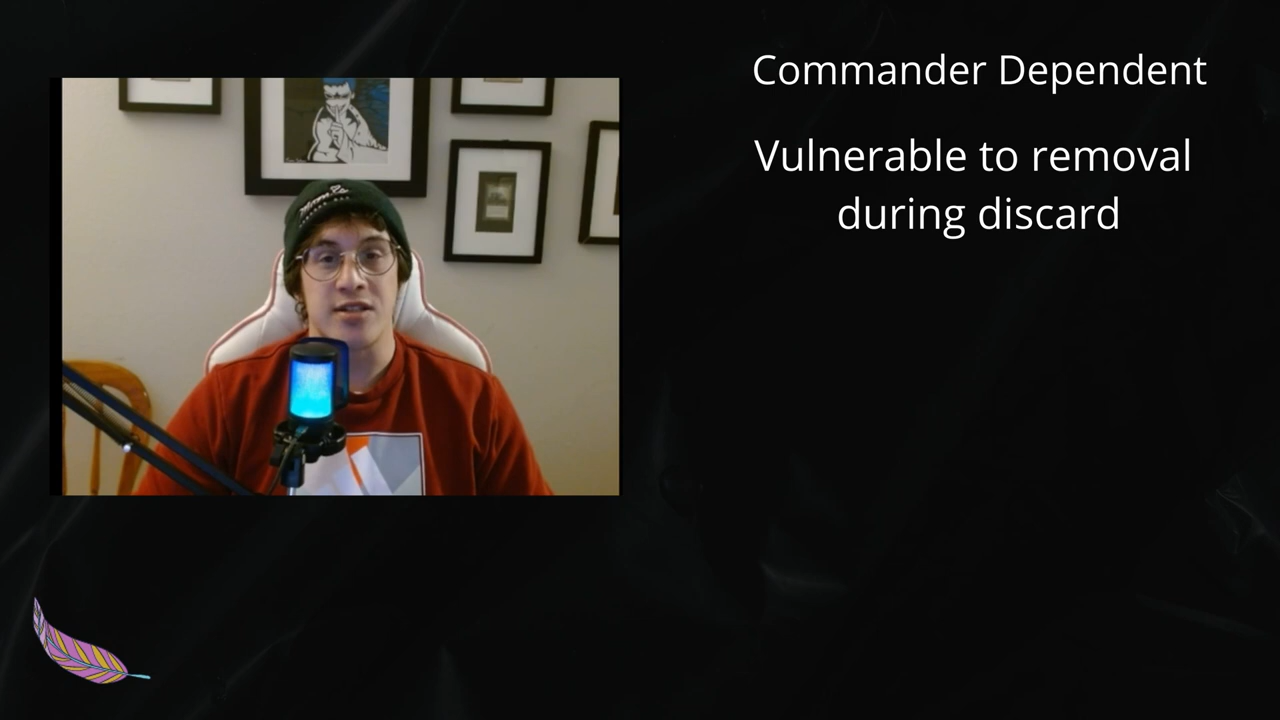 Commander Dependent
Vulnerable to removal
during discard